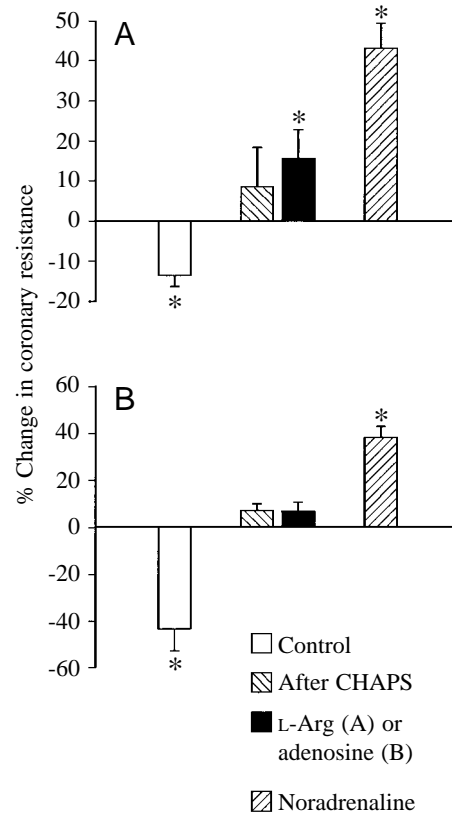 A
50
40
30
20
10
0
-10
-20
*
*
*
% Change in coronary resistance
B
60
40
20
0
-20
-40
-60
*
*
Control
After CHAPS
L-Arg (A) or
adenosine (B)
Noradrenaline